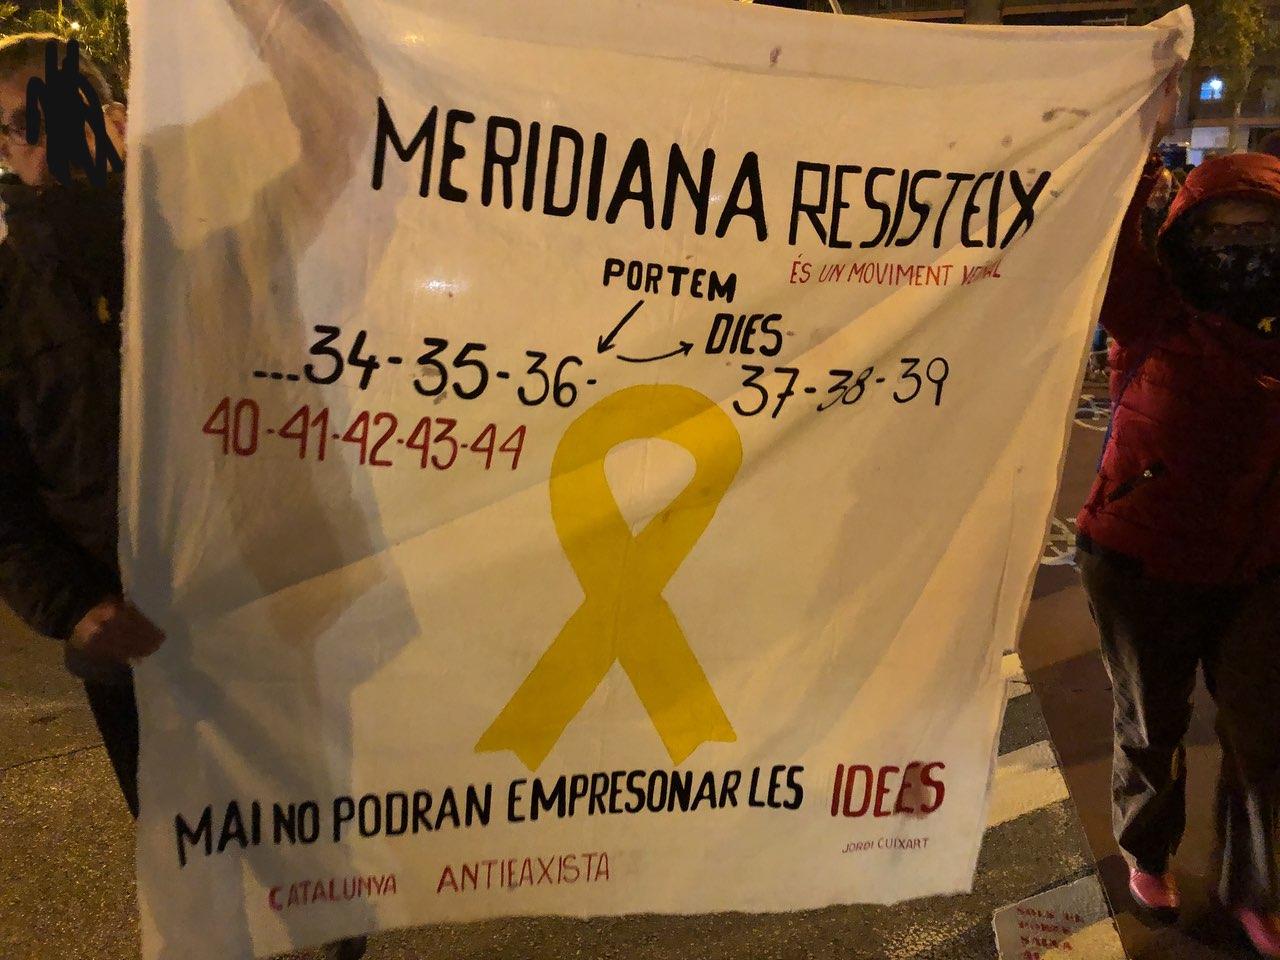 MERIDIANA RESISTEIX
ÉS UN MOVIMENT
PORTEM
DIES
...34-35-36-
37-38-39
40-41-42-43-44
MAI NO PODRAN EMPRESONAR LES IDEES
JORDI CUIXART
CATALUNYA ANTIFAXISTA